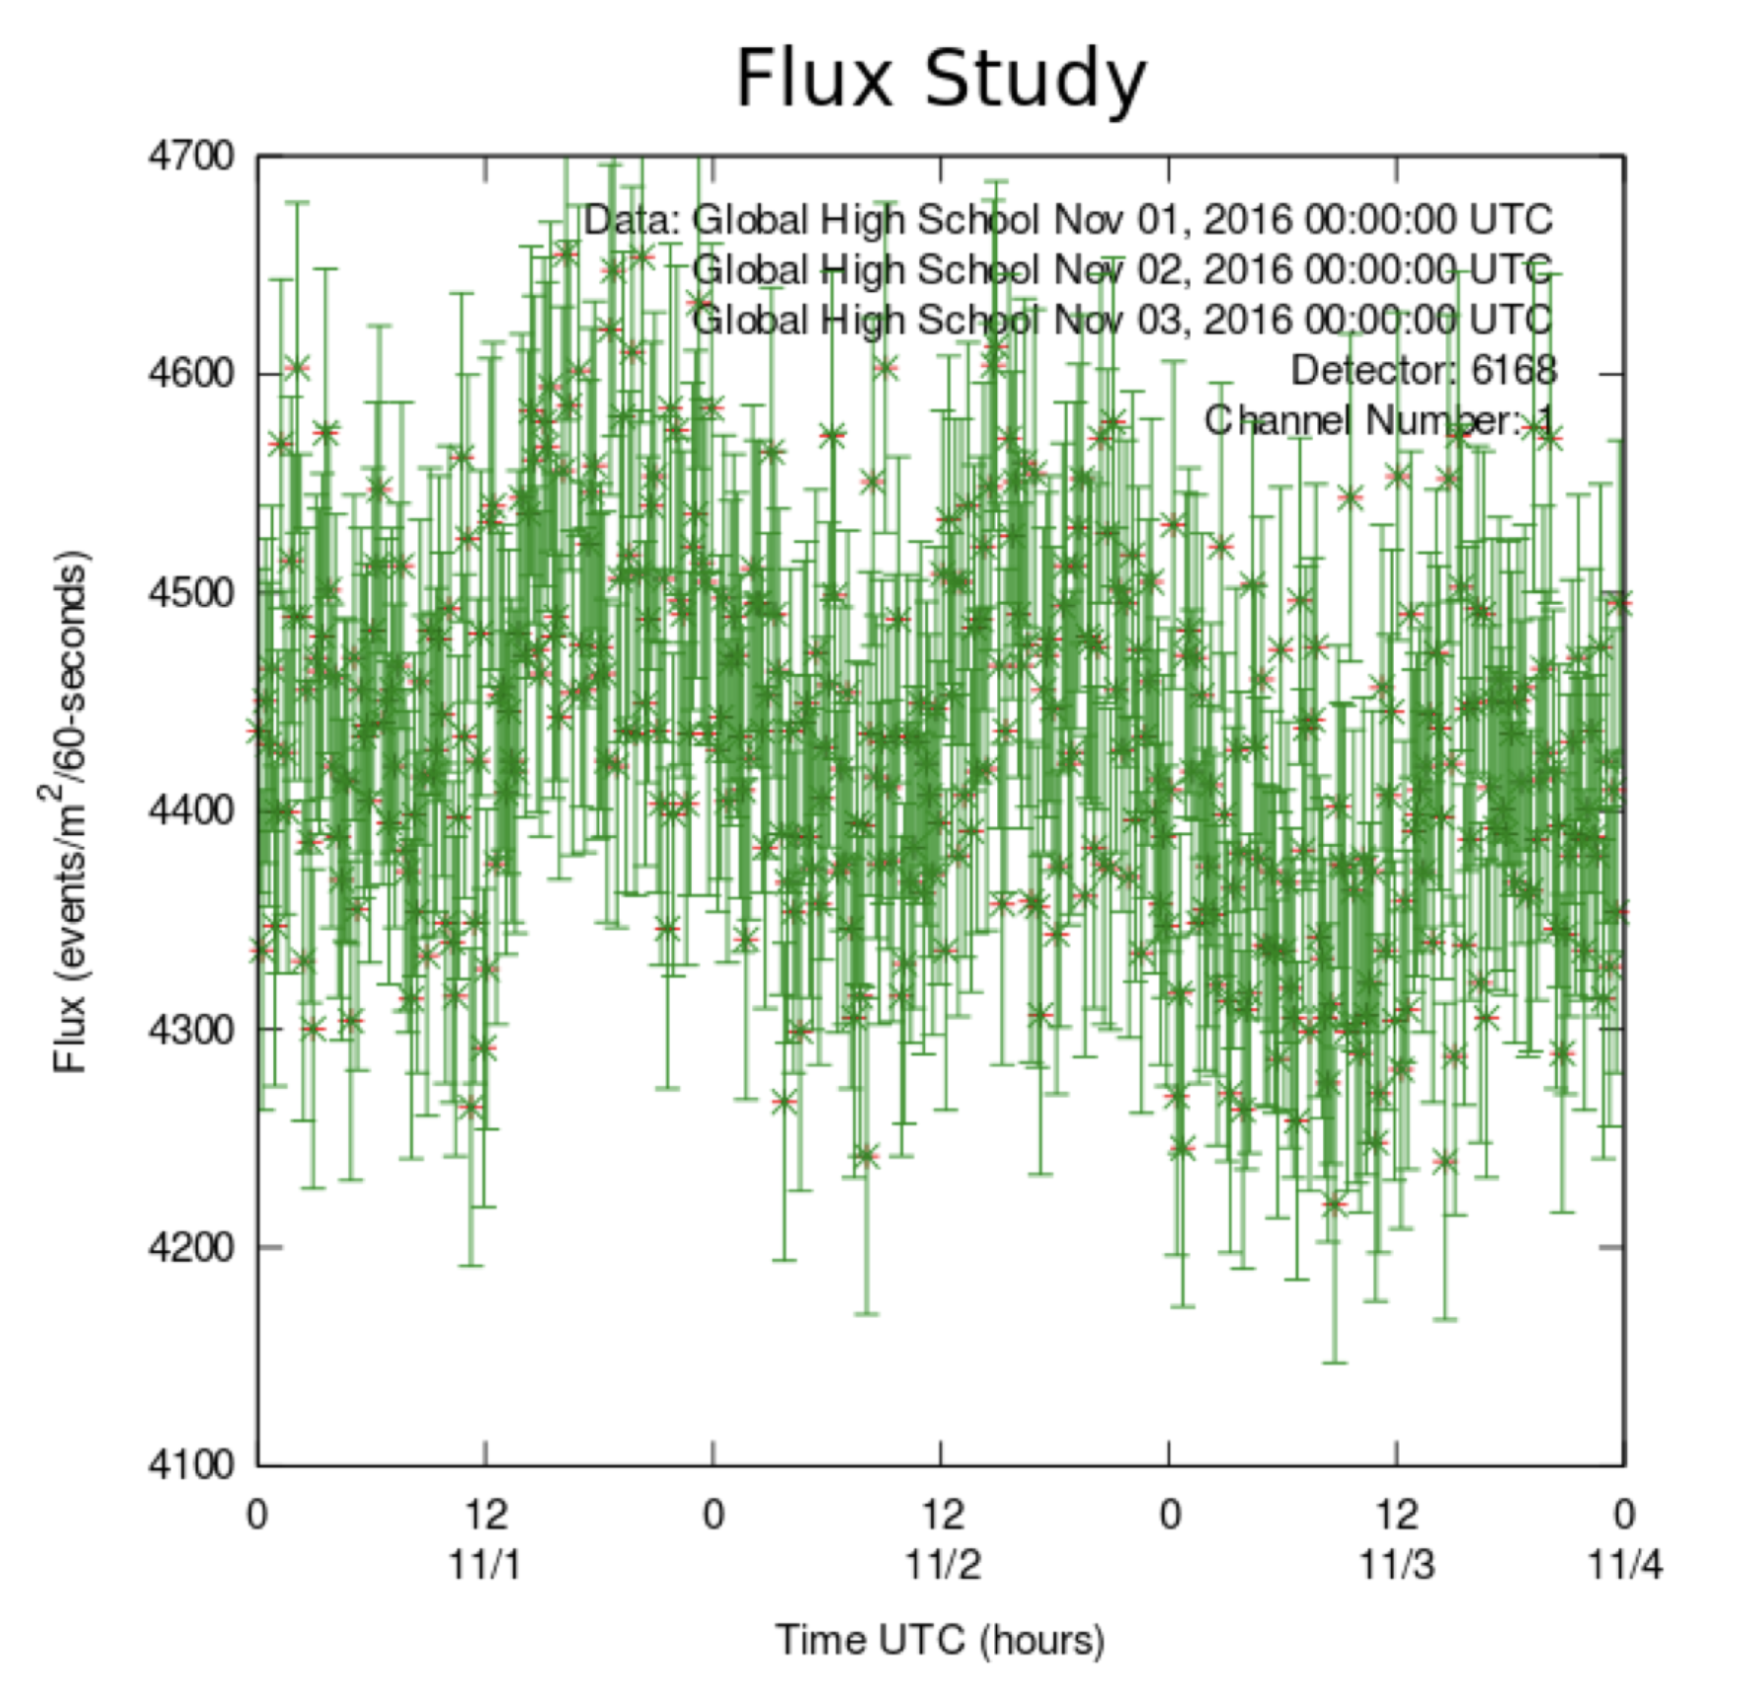 Flux Study
4700
Data: Global High School Nov 01, 2016 00:00:00 UTC
Global High School Nov 02, 2016 00:00:00 UTC
Global High School Nov 03, 2016 00:00:00 UTC
4600
Detector: 6168
Channel Number: 1
4500
Flux (events/m²/60-seconds)
4400
4300
4200
4100
0 12 0 12 0 12 0
11/1 11/2 11/3 11/4
Time UTC (hours)